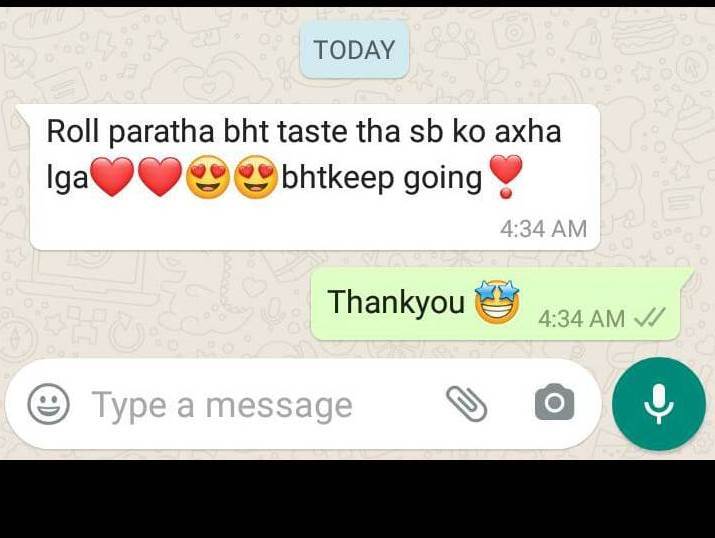 TODAY
Roll paratha bht taste tha sb ko axha
lga❤️❤️😍😍bhtkeep going❣️
4:34 AM
Thankyou 🤩 4:34 AM
Type a message